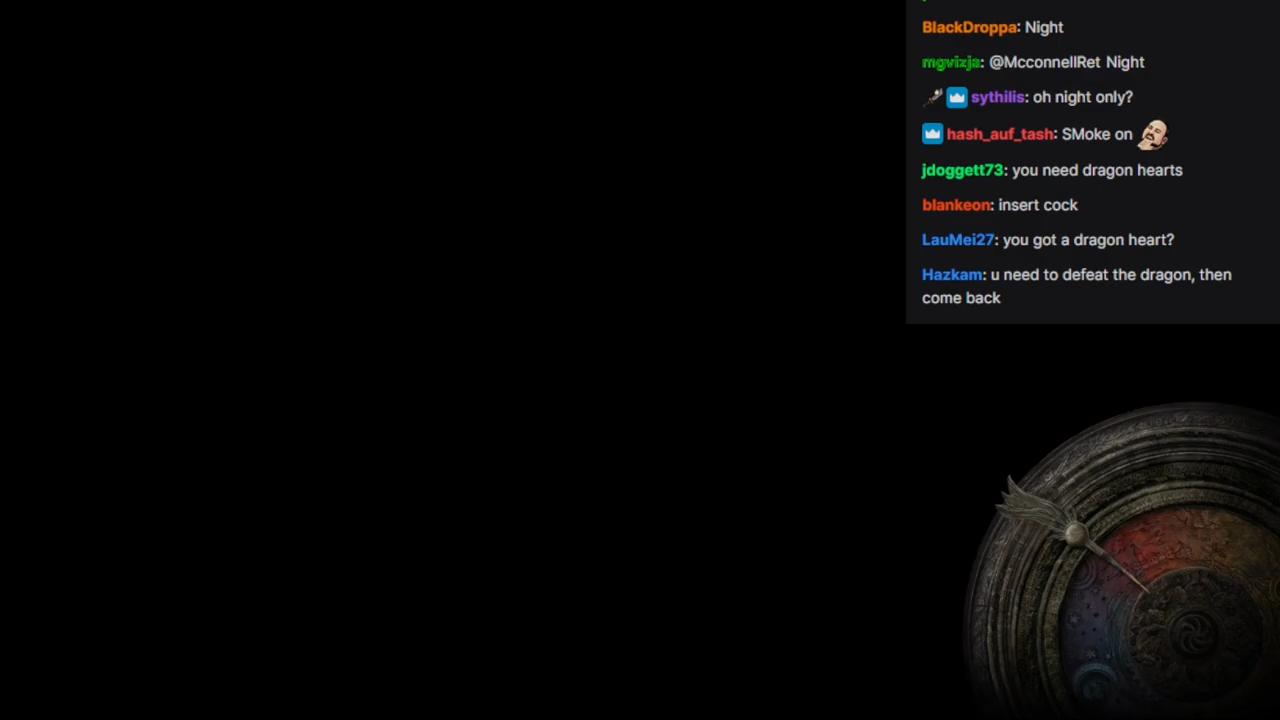 BlackDroppa: Night
mgvizja: @McconnellRet Night
sythilis: oh night only?
hash_auf_tash: SMoke on
jdoggett73: you need dragon hearts
blankeon: insert cock
LauMei27: you got a dragon heart?
Hazkam: u need to defeat the dragon, then
come back